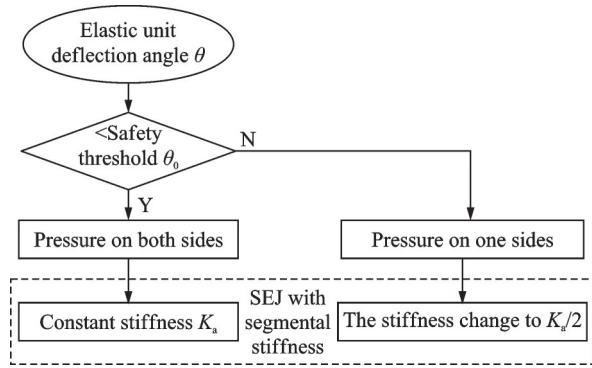 Elastic unit
deflection angle θ
<Safety
threshold θ₀
N
Y
Pressure on both sides
Pressure on one sides
Constant stiffness Kₐ
SEJ with
segmental
stiffness
The stiffness change to Kₐ/2